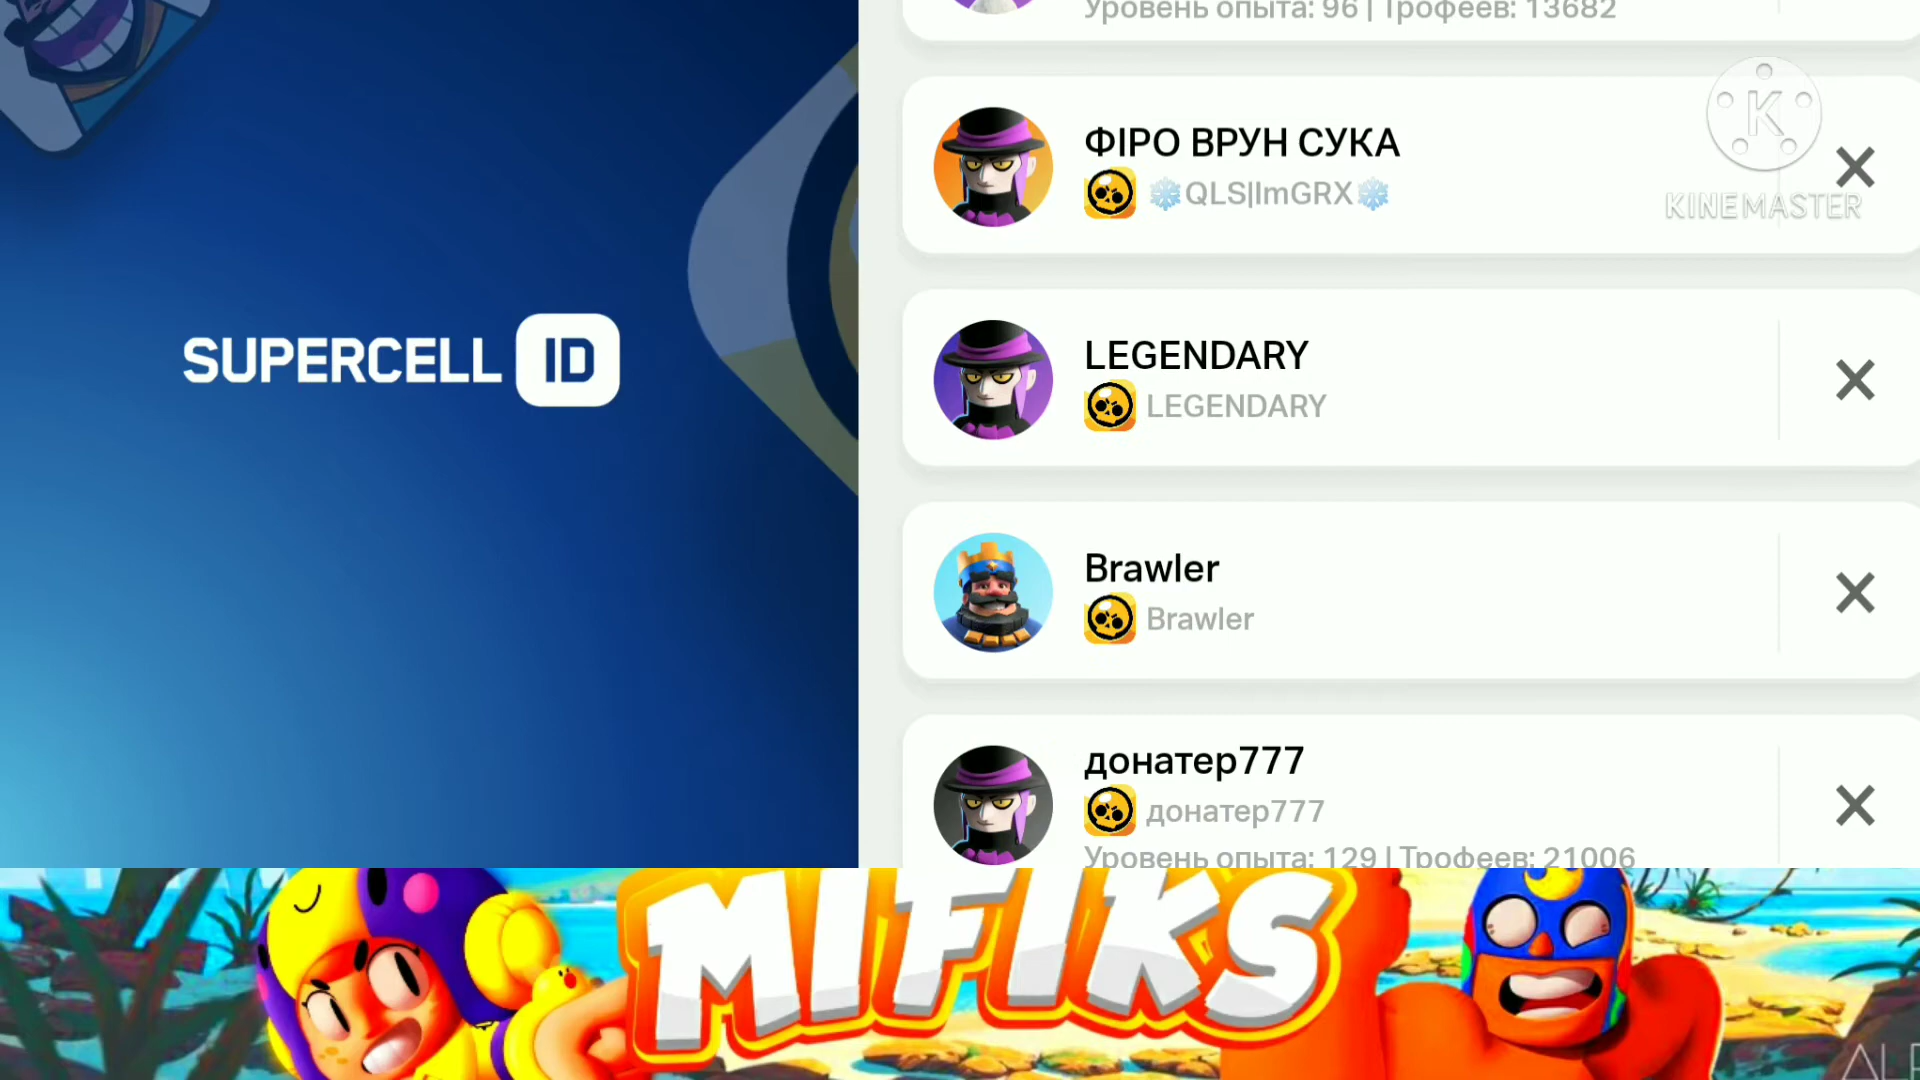 Уровень опыта: 96 | Трофеев: 13682
ФІРО ВРУН СУКА
❄️QLS|ImGRX❄️
K
KINEMASTER
SUPERCELL ID
LEGENDARY
LEGENDARY
Brawler
Brawler
донатер777
донатер777
Уровень опыта: 129 | Трофеев: 21006
MIFIKS